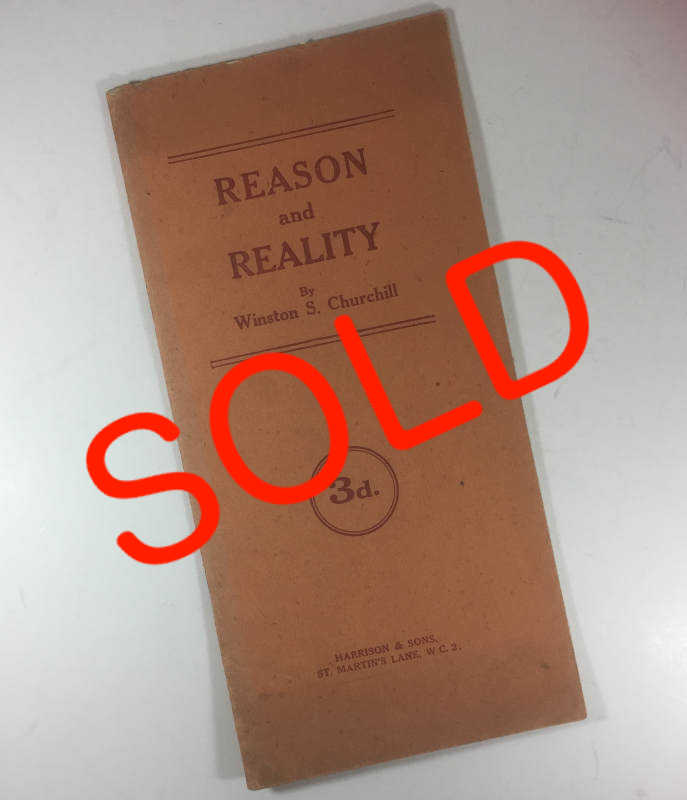 REASON
and
REALITY
By
Winston S. Churchill
SOLD
3d.
HARRISON & SONS,
ST. MARTIN'S LANE, W C. 2.